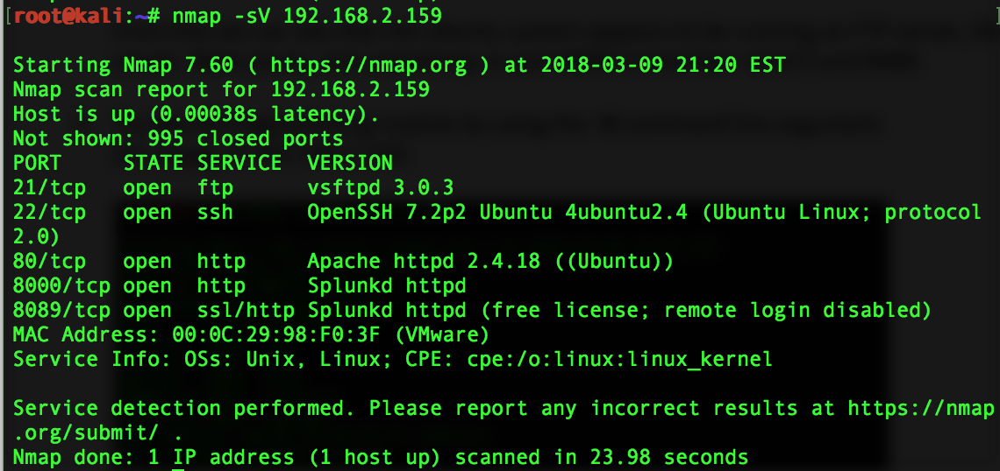 [root@kali:~# nmap -sV 192.168.2.159 ]
Starting Nmap 7.60 ( https://nmap.org ) at 2018-03-09 21:20 EST
Nmap scan report for 192.168.2.159
Host is up (0.00038s latency).
Not shown: 995 closed ports
PORT     STATE SERVICE  VERSION
21/tcp   open  ftp      vsftpd 3.0.3
22/tcp   open  ssh      OpenSSH 7.2p2 Ubuntu 4ubuntu2.4 (Ubuntu Linux; protocol
2.0)
80/tcp   open  http     Apache httpd 2.4.18 ((Ubuntu))
8000/tcp open  http     Splunkd httpd
8089/tcp open  ssl/http Splunkd httpd (free license; remote login disabled)
MAC Address: 00:0C:29:98:F0:3F (VMware)
Service Info: OSs: Unix, Linux; CPE: cpe:/o:linux:linux_kernel
Service detection performed. Please report any incorrect results at https://nmap
.org/submit/ .
Nmap done: 1 IP address (1 host up) scanned in 23.98 seconds